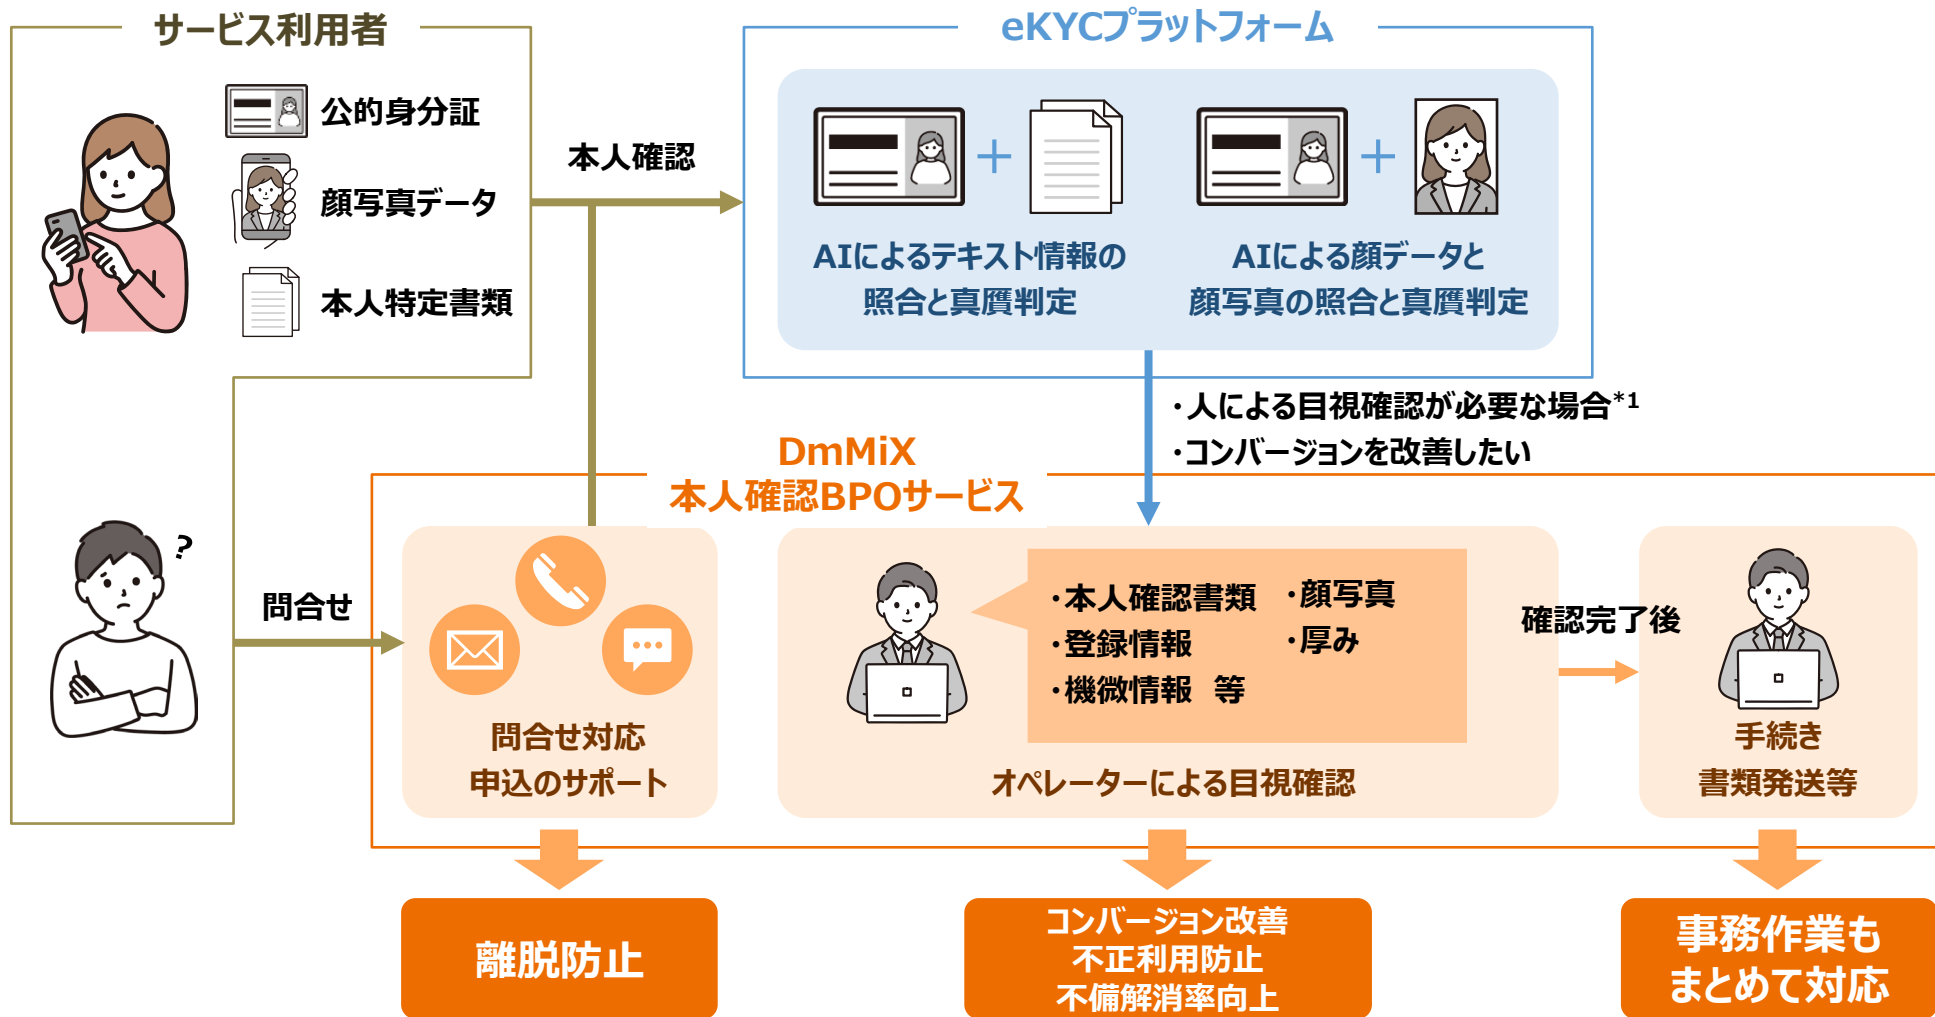 サービス利用者
公的身分証
顔写真データ
本人特定書類
本人確認
eKYCプラットフォーム
AIによるテキスト情報の
照合と真贋判定
AIによる顔データと
顔写真の照合と真贋判定
・人による目視確認が必要な場合*1
・コンバージョンを改善したい
DmMiX
本人確認BPOサービス
?
問合せ
問合せ対応
申込のサポート
・本人確認書類
・登録情報
・機微情報 等
・顔写真
・厚み
オペレーターによる目視確認
確認完了後
手続き
書類発送等
離脱防止
コンバージョン改善
不正利用防止
不備解消率向上
事務作業も
まとめて対応